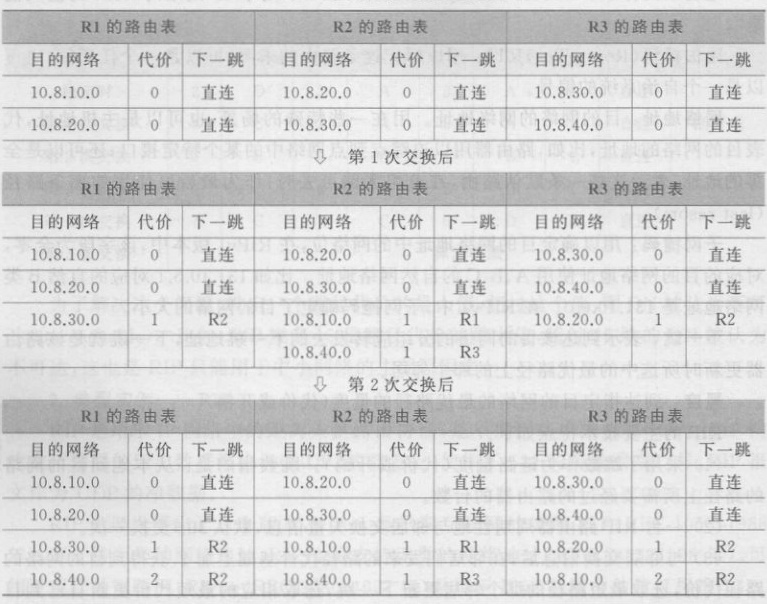 R1 的路由表 R2 的路由表 R3 的路由表
目的网络 代价 下一跳 目的网络 代价 下一跳 目的网络 代价 下一跳
10.8.10.0 0 直连 10.8.20.0 0 直连 10.8.30.0 0 直连
10.8.20.0 0 直连 10.8.30.0 0 直连 10.8.40.0 0 直连
⇩ 第 1 次交换后
R1 的路由表 R2 的路由表 R3 的路由表
目的网络 代价 下一跳 目的网络 代价 下一跳 目的网络 代价 下一跳
10.8.10.0 0 直连 10.8.20.0 0 直连 10.8.30.0 0 直连
10.8.20.0 0 直连 10.8.30.0 0 直连 10.8.40.0 0 直连
10.8.30.0 1 R2 10.8.10.0 1 R1 10.8.20.0 1 R2
10.8.40.0 1 R3
⇩ 第 2 次交换后
R1 的路由表 R2 的路由表 R3 的路由表
目的网络 代价 下一跳 目的网络 代价 下一跳 目的网络 代价 下一跳
10.8.10.0 0 直连 10.8.20.0 0 直连 10.8.30.0 0 直连
10.8.20.0 0 直连 10.8.30.0 0 直连 10.8.40.0 0 直连
10.8.30.0 1 R2 10.8.10.0 1 R1 10.8.20.0 1 R2
10.8.40.0 2 R2 10.8.40.0 1 R3 10.8.10.0 2 R2